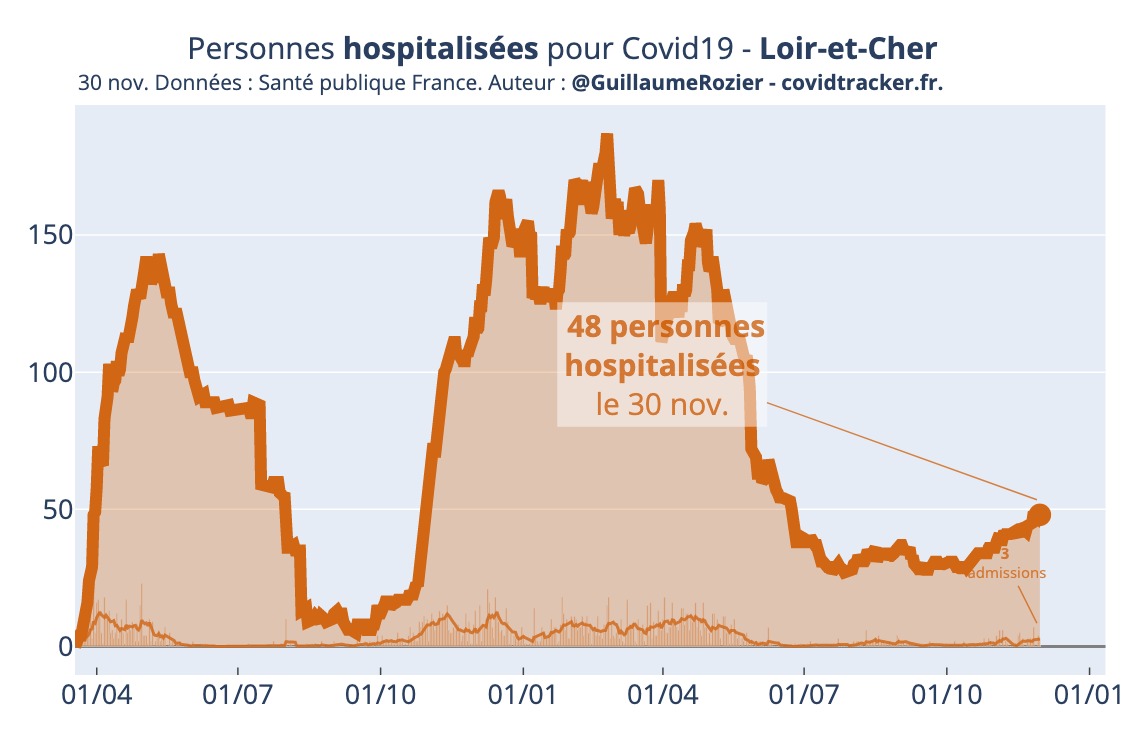 Personnes hospitalisées pour Covid19 - Loir-et-Cher
30 nov. Données : Santé publique France. Auteur : @GuillaumeRozier - covidtracker.fr.
150
100
50
0
48 personnes
hospitalisées
le 30 nov.
3
admissions
01/04 01/07 01/10 01/01 01/04 01/07 01/10 01/01